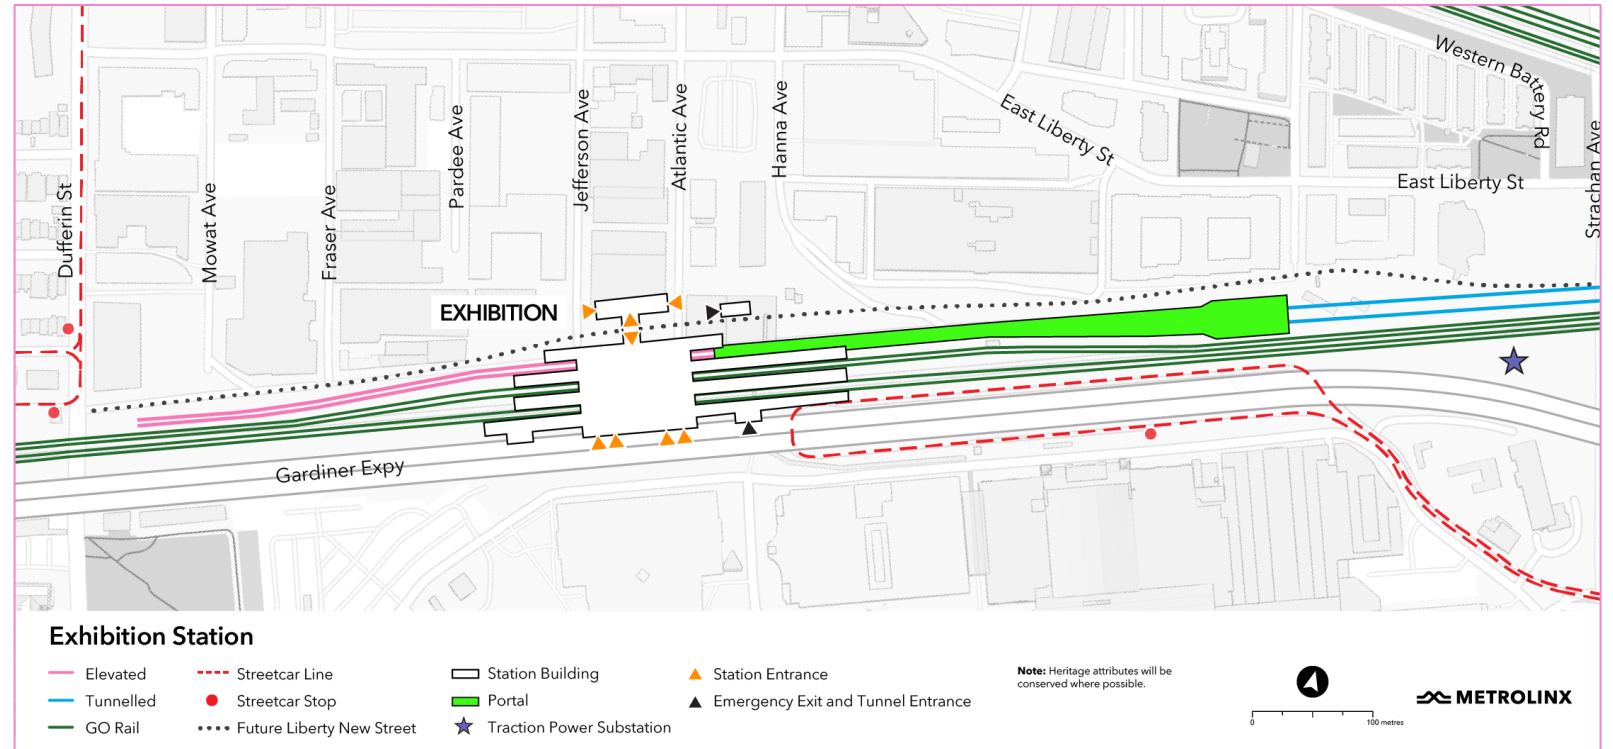 Western Battery Rd
East Liberty St
East Liberty St
Strachan Ave
Hanna Ave
Atlantic Ave
Jefferson Ave
Pardee Ave
Fraser Ave
Mowat Ave
Dufferin St
EXHIBITION
Gardiner Expy
Exhibition Station
Elevated
Tunnelled
GO Rail
Streetcar Line
Streetcar Stop
Future Liberty New Street
Station Building
Portal
Traction Power Substation
Station Entrance
Emergency Exit and Tunnel Entrance
Note: Heritage attributes will be
conserved where possible.
0 100 metres
METROLINX